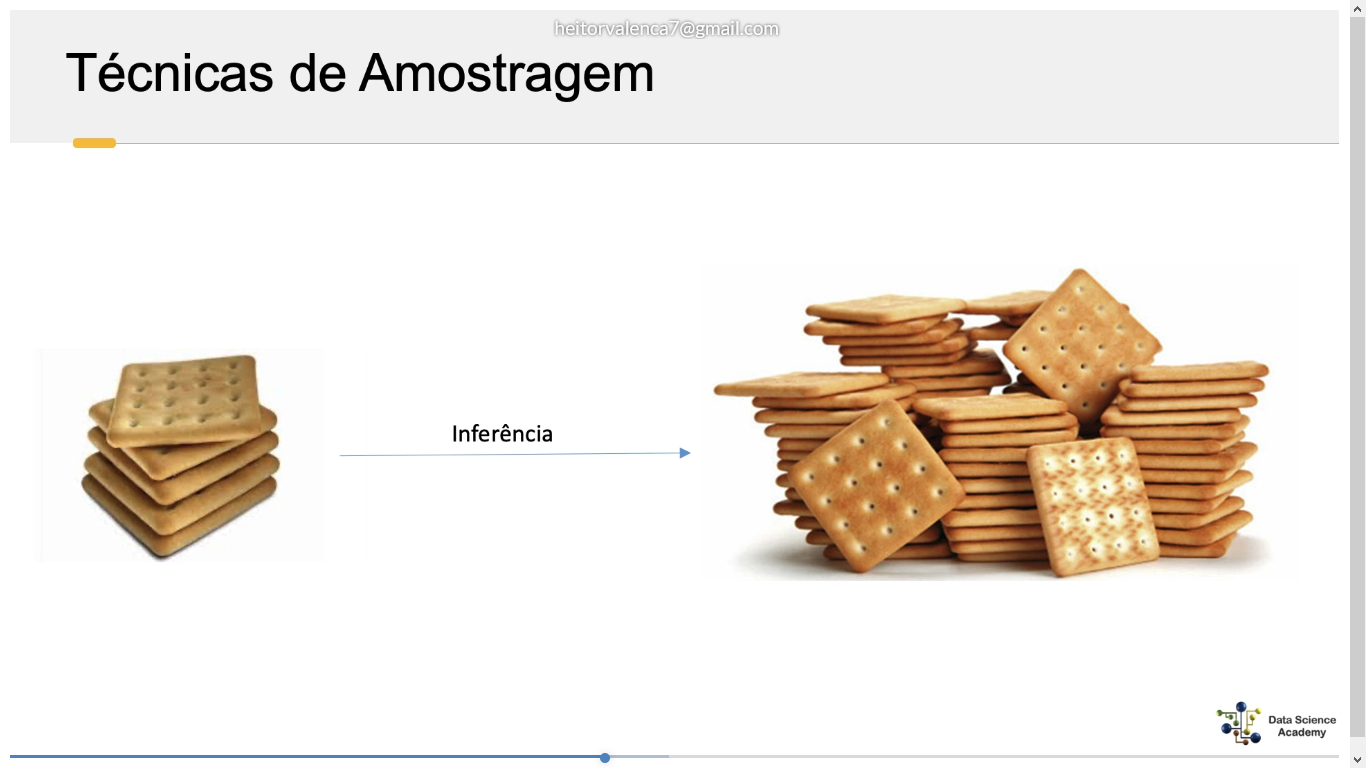 heitorvalenca7@gmail.com
Técnicas de Amostragem
Inferência
Data Science
Academy